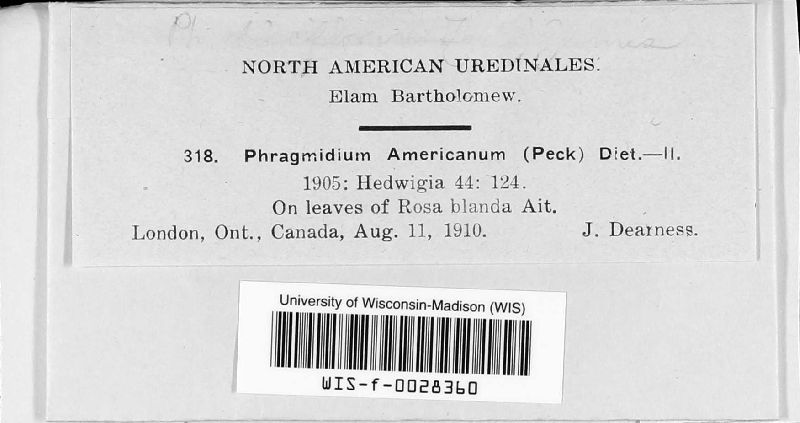 NORTH AMERICAN UREDINALES.
Elam Bartholomew.
318. Phragmidium Americanum (Peck) Diet.—II.
1905: Hedwigia 44: 124.
On leaves of Rosa blanda Ait.
London, Ont., Canada, Aug. 11, 1910. J. Dearness.
University of Wisconsin-Madison (WIS)
WIS-f-0028360